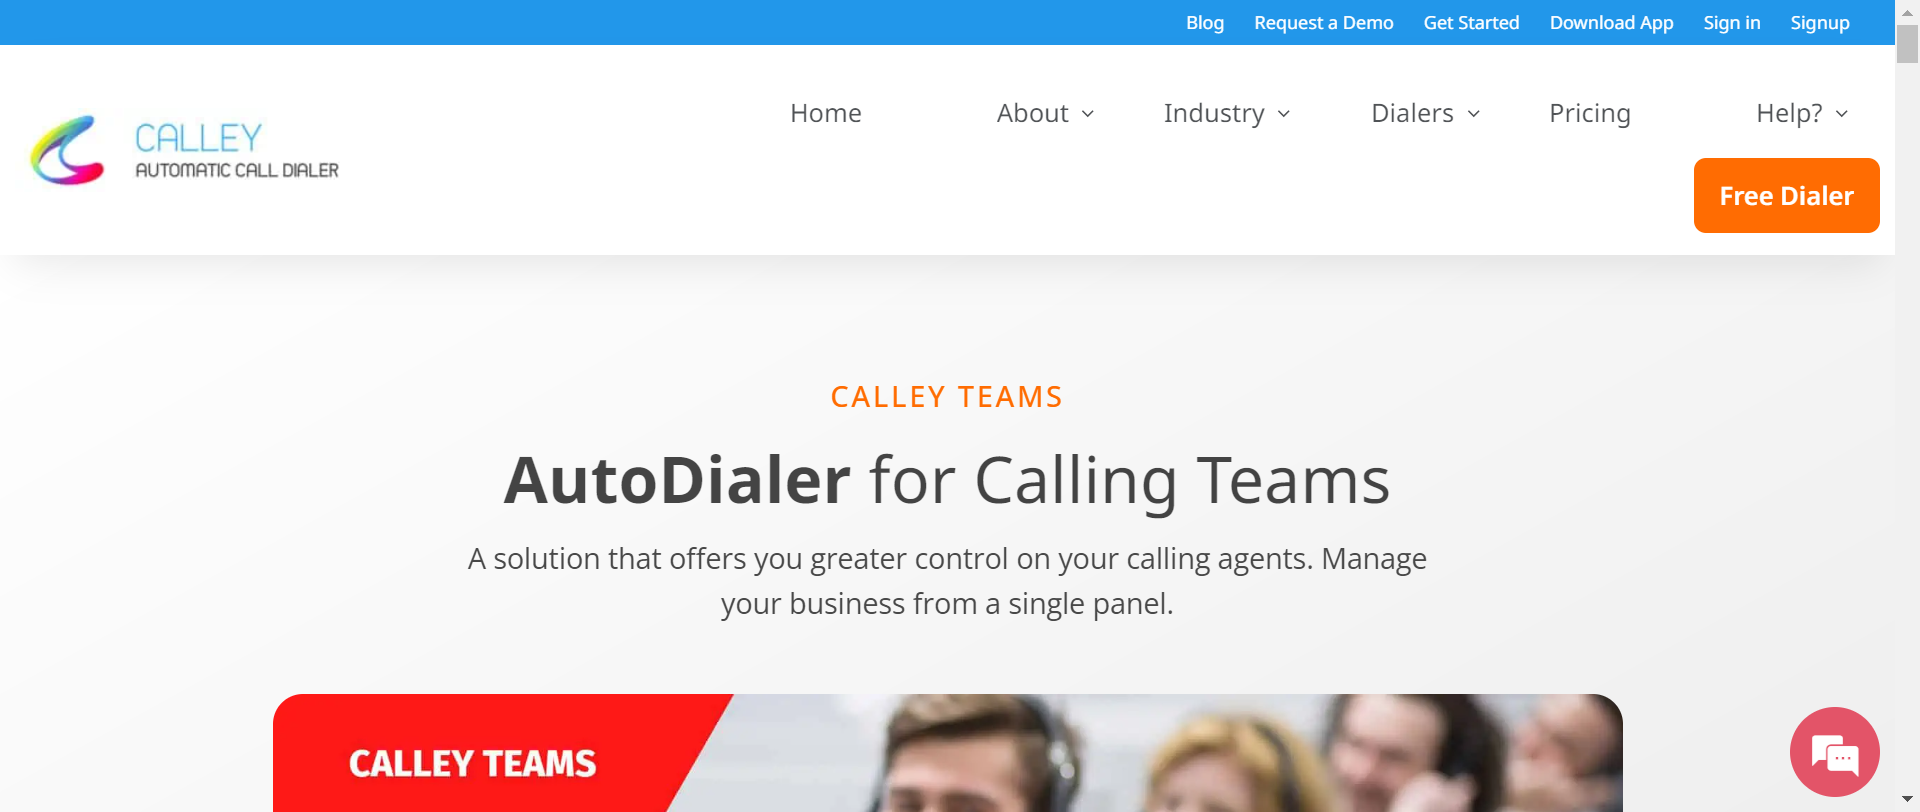 Blog Request a Demo Get Started Download App Sign in Signup
Home About Industry Dialers Pricing Help?
CALLEY
AUTOMATIC CALL DIALER
Free Dialer
CALLEY TEAMS
AutoDialer for Calling Teams
A solution that offers you greater control on your calling agents. Manage
your business from a single panel.
CALLEY TEAMS